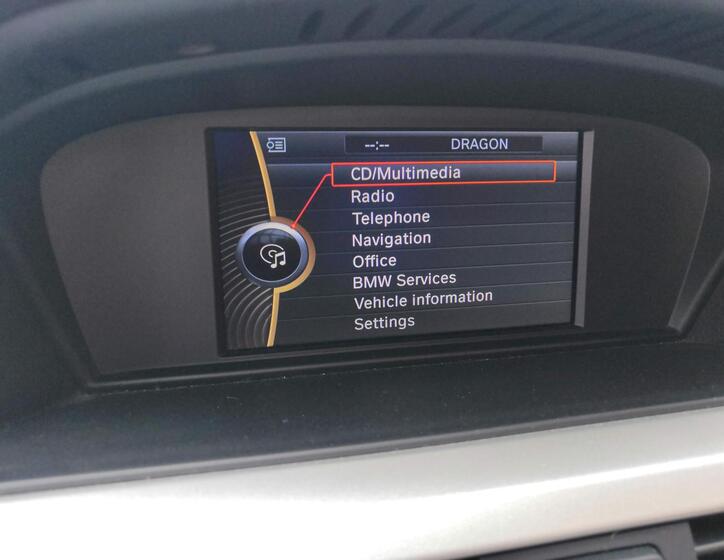 --:-- DRAGON
CD/Multimedia
Radio
Telephone
Navigation
Office
BMW Services
Vehicle information
Settings